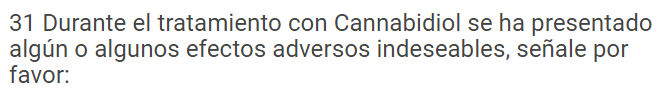 31 Durante el tratamiento con Cannabidiol se ha presentado
algún o algunos efectos adversos indeseables, señale por
favor: